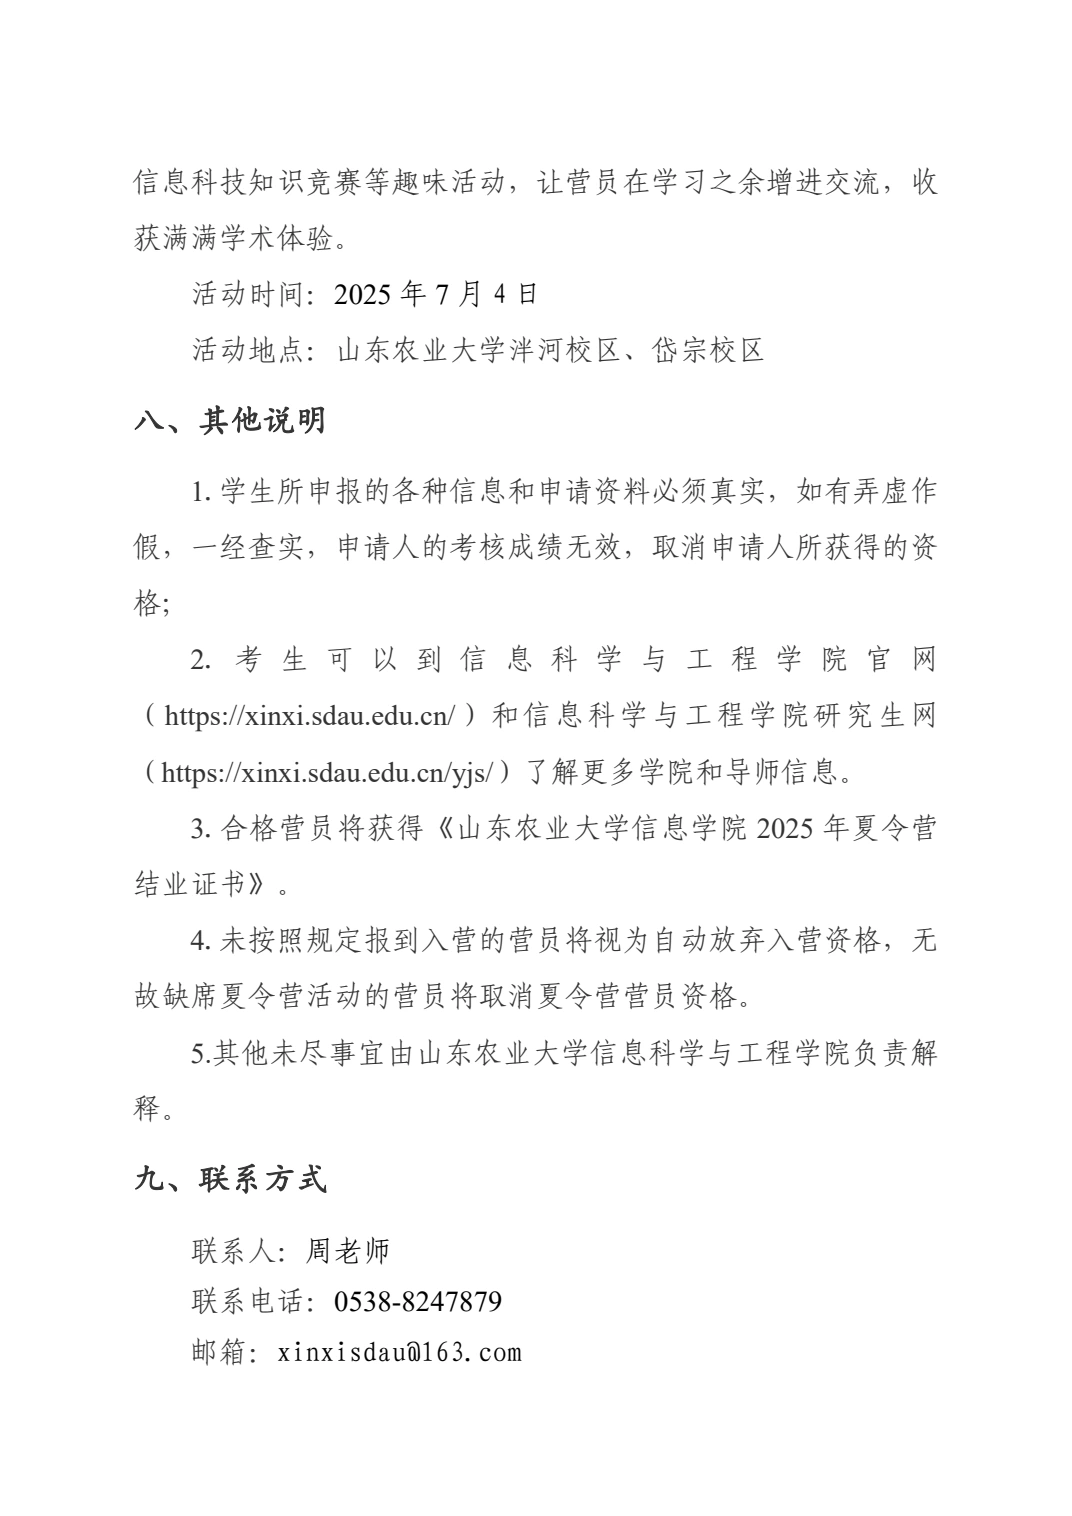 信息科技知识竞赛等趣味活动，让营员在学习之余增进交流，收
获满满学术体验。
活动时间：2025 年 7 月 4 日
活动地点：山东农业大学泮河校区、岱宗校区
八、其他说明
1. 学生所申报的各种信息和申请资料必须真实，如有弄虚作
假，一经查实，申请人的考核成绩无效，取消申请人所获得的资
格；
2. 考生可以到信息科学与工程学院官网
（https://xinxi.sdau.edu.cn/）和信息科学与工程学院研究生网
（https://xinxi.sdau.edu.cn/yjs/）了解更多学院和导师信息。
3. 合格营员将获得《山东农业大学信息学院 2025 年夏令营
结业证书》。
4. 未按照规定报到入营的营员将视为自动放弃入营资格，无
故缺席夏令营活动的营员将取消夏令营营员资格。
5.其他未尽事宜由山东农业大学信息科学与工程学院负责解
释。
九、联系方式
联系人：周老师
联系电话：0538-8247879
邮箱：xinxisdau@163.com